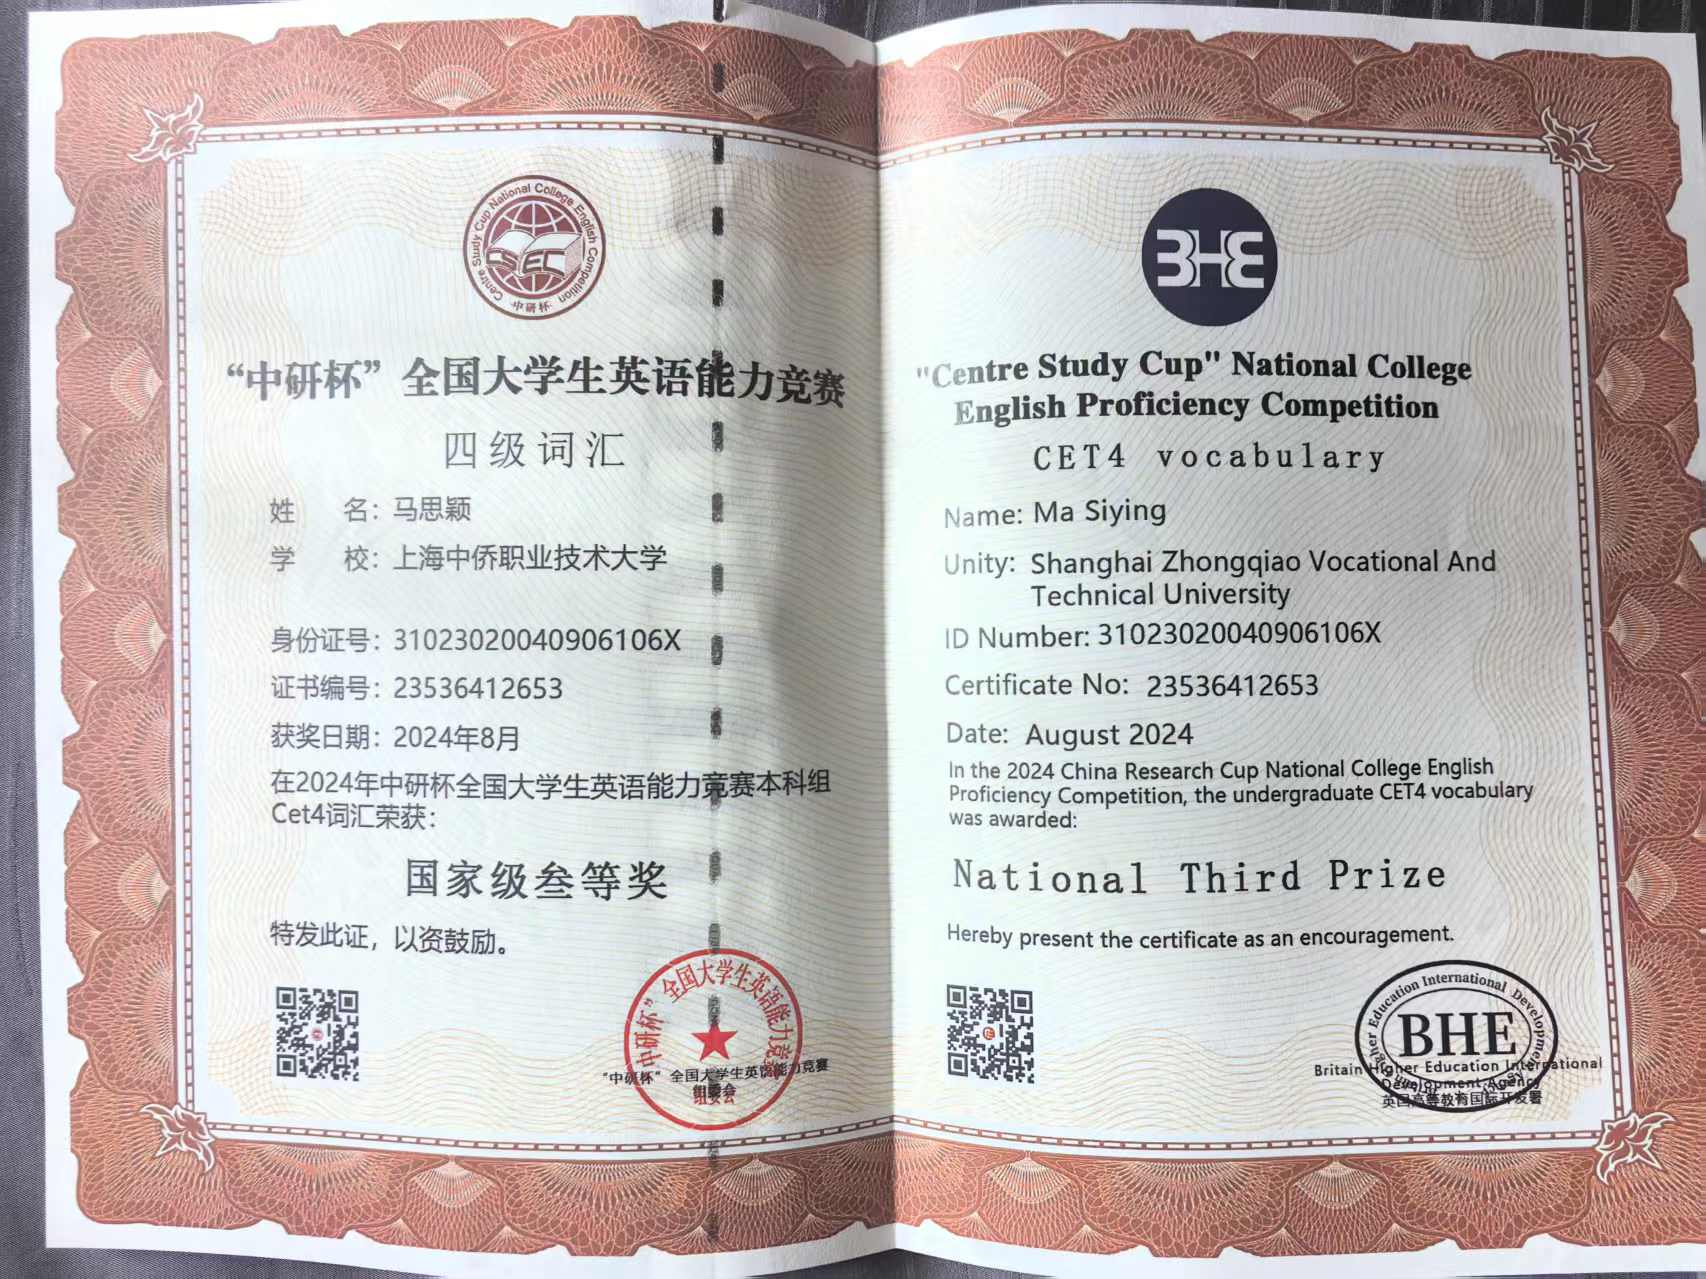 Centre Study Cup National College English Competition
CSEC
中研杯
“中研杯”全国大学生英语能力竞赛
四级词汇
姓 名：马思颖
学 校：上海中侨职业技术大学
身份证号：31023020040906106X
证书编号：23536412653
获奖日期：2024年8月
在2024年中研杯全国大学生英语能力竞赛本科组
Cet4词汇荣获：
国家级叁等奖
特发此证，以资鼓励。
“中研杯”全国大学生英语能力竞赛
组委会
“中研杯”全国大学生英语能力竞赛
组委会
BHE
"Centre Study Cup" National College
English Proficiency Competition
CET4 vocabulary
Name: Ma Siying
Unity: Shanghai Zhongqiao Vocational And
Technical University
ID Number: 31023020040906106X
Certificate No: 23536412653
Date: August 2024
In the 2024 China Research Cup National College English
Proficiency Competition, the undergraduate CET4 vocabulary
was awarded:
National Third Prize
Hereby present the certificate as an encouragement.
Higher Education International Development
BHE
Britain Higher Education International
Development Agency
英国高等教育国际开发署